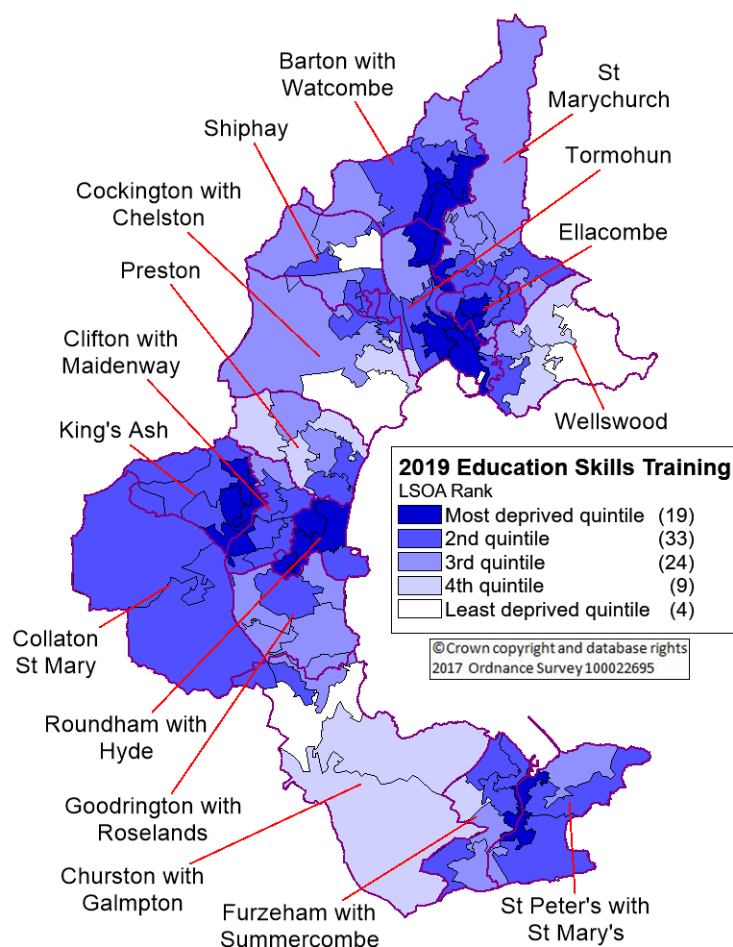 Barton with
Watcombe
St
Marychurch
Shiphay
Tormohun
Cockington with
Chelston
Ellacombe
Preston
Clifton with
Maidenway
Wellswood
King's Ash
2019 Education Skills Training
LSOA Rank
Most deprived quintile (19)
2nd quintile (33)
3rd quintile (24)
4th quintile (9)
Least deprived quintile (4)
©Crown copyright and database rights
2017 Ordnance Survey 100022695
Collaton
St Mary
Roundham with
Hyde
Goodrington with
Roselands
Churston with
Galmpton
Furzeham with
Summercombe
St Peter's with
St Mary's